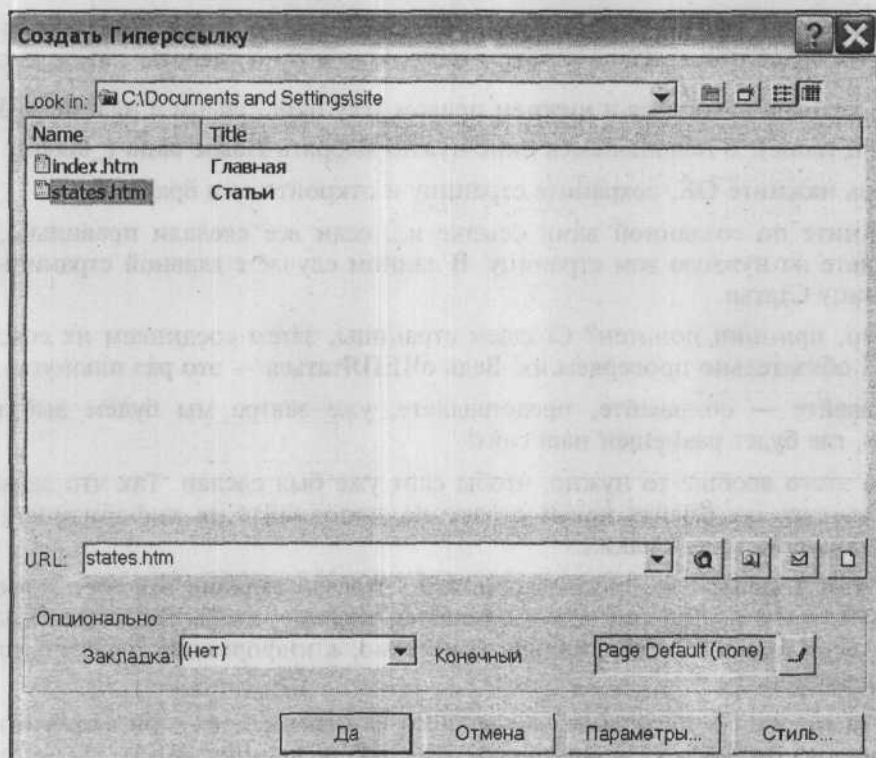 Создать Гиперссылку
Look in: C:\Documents and Settings\site
Name Title
index.htm Главная
states.htm Статьи
URL: states.htm
Опционально
Закладка: (нет) Конечный Page Default (none)
Да Отмена Параметры... Стиль...